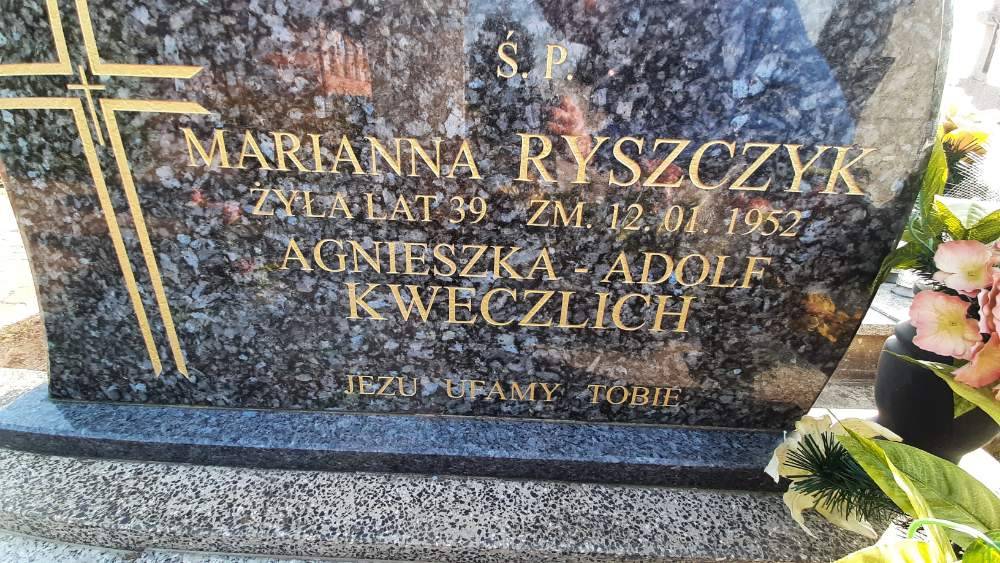 Ś. P.
MARIANNA RYSZCZYK
ŻYŁA LAT 39 ZM. 12. 01. 1952
AGNIESZKA - ADOLF
KWECZLICH
JEZU UFAMY TOBIE